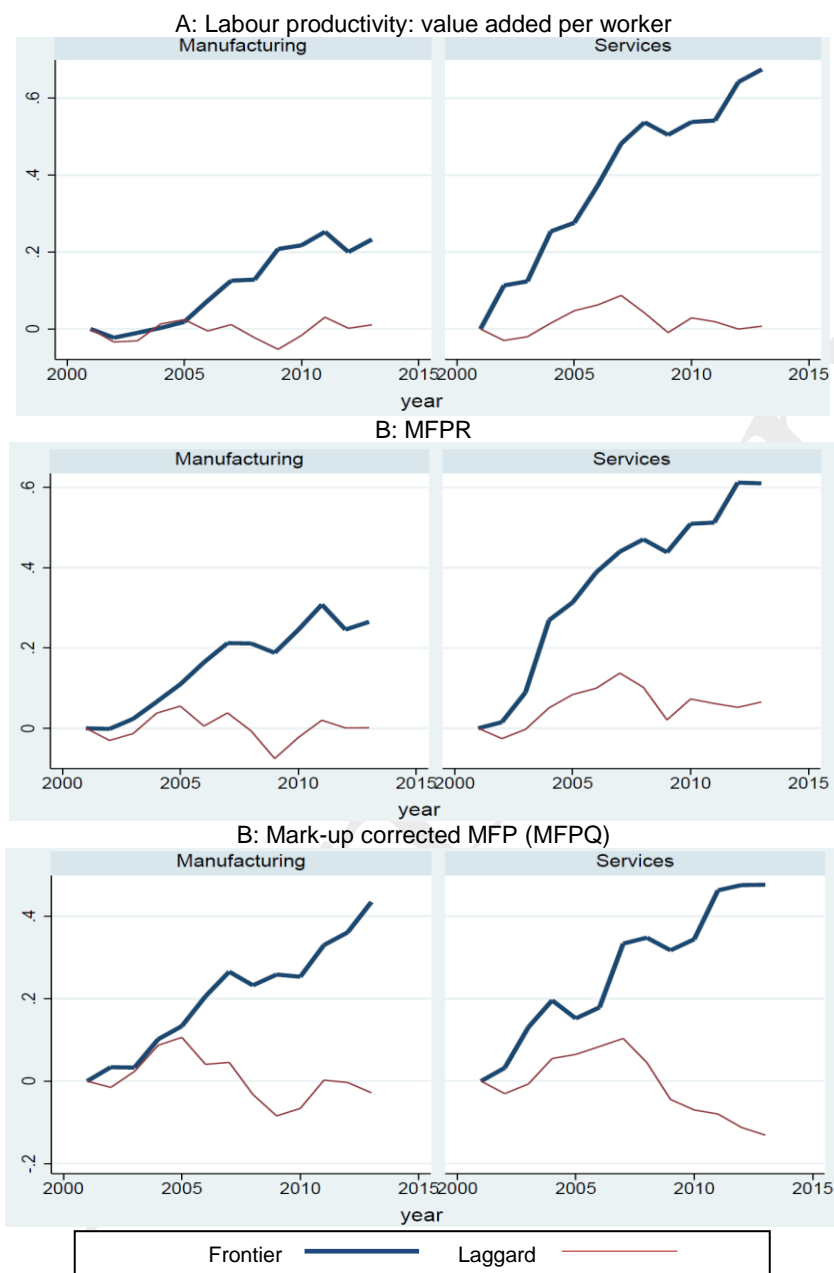 A: Labour productivity: value added per worker
Manufacturing Services
.6
.4
.2
0
2000 2005 2010 2015 2000 2005 2010 2015
year
B: MFPR
Manufacturing Services
.6
.4
.2
0
2000 2005 2010 2015 2000 2005 2010 2015
year
B: Mark-up corrected MFP (MFPQ)
Manufacturing Services
.4
.2
0
-.2
2000 2005 2010 2015 2000 2005 2010 2015
year
Frontier Laggard